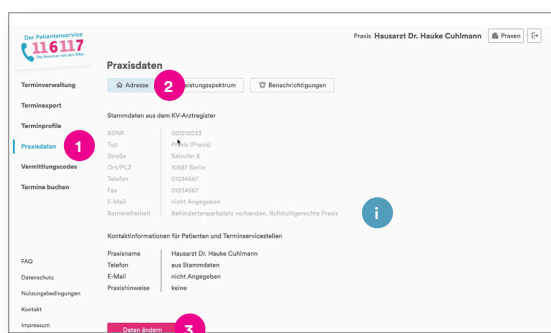 Der Patientenservice
116117
Die Nummer mit den Elfen
Praxis Hausarzt Dr. Hauke Cuhlmann
Praxen
Praxisdaten
Adresse
2
eistungsspektrum
Benachrichtigungen
Terminverwaltung
Terminexport
Terminprofile
Praxisdaten
1
Vermittlungscodes
Termine buchen
Stammdaten aus dem KV-Arztregister
BSNR 001012033
Typ Praxis (Praxis)
Straße Salzufer 6
Ort/PLZ 10587 Berlin
Telefon 01234567
Fax 01234567
E-Mail nicht Angegeben
Barrierefreiheit Behindertenparkplatz vorhanden, Rollstuhlgerechte Praxis
i
Kontaktinformationen für Patienten und Terminservicestellen
Praxisname Hausarzt Dr. Hauke Cuhlmann
Telefon aus Stammdaten
E-Mail nicht Angegeben
Praxishinweise keine
FAQ
Datenschutz
Nutzungsbedingungen
Kontakt
Impressum
Daten ändern
3